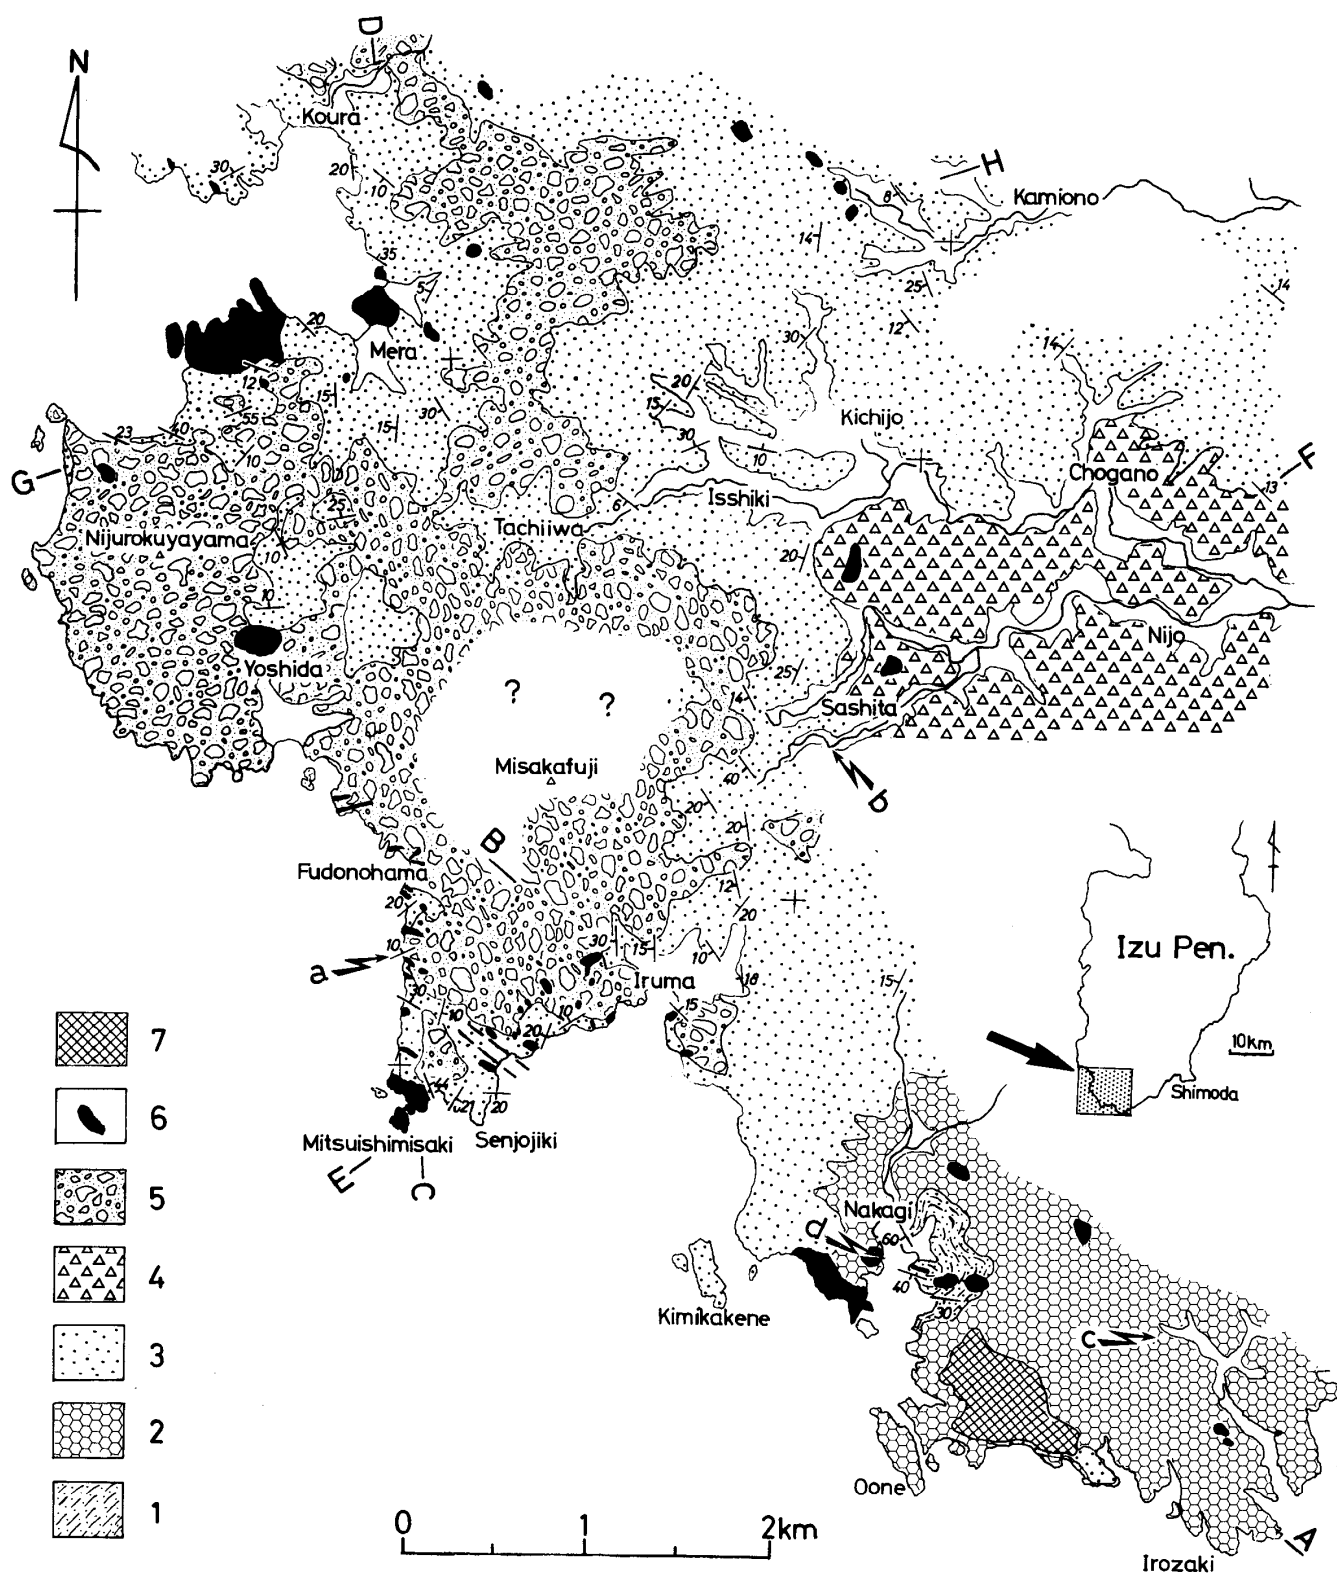 D
N
Koura
30
20
10
H
8
Kamiono
14
35
25
14
5
12
20
30
14
Mera
12
20
15
15
30
Kichijo
55
15
23
40
30
10
10
Chogano
F
13
G
Isshiki
6
25
Tachiiwa
Nijurokuyayama
10
20
10
Nijo
Yoshida
25
?
?
14
Sashita
Misakafuji
40
b
20
20
B
Fudonohama
12
20
20
Izu Pen.
10
30
15
10
a
Iruma
18
15
30
15
10
10
20
10km
7
44
Shimoda
21
20
6
Mitsuishimisaki
Senjojiki
E
C
5
Nakagi
d
60
4
40
Kimikakene
30
c
3
2
Oone
1
0
1
2km
A
Irozaki